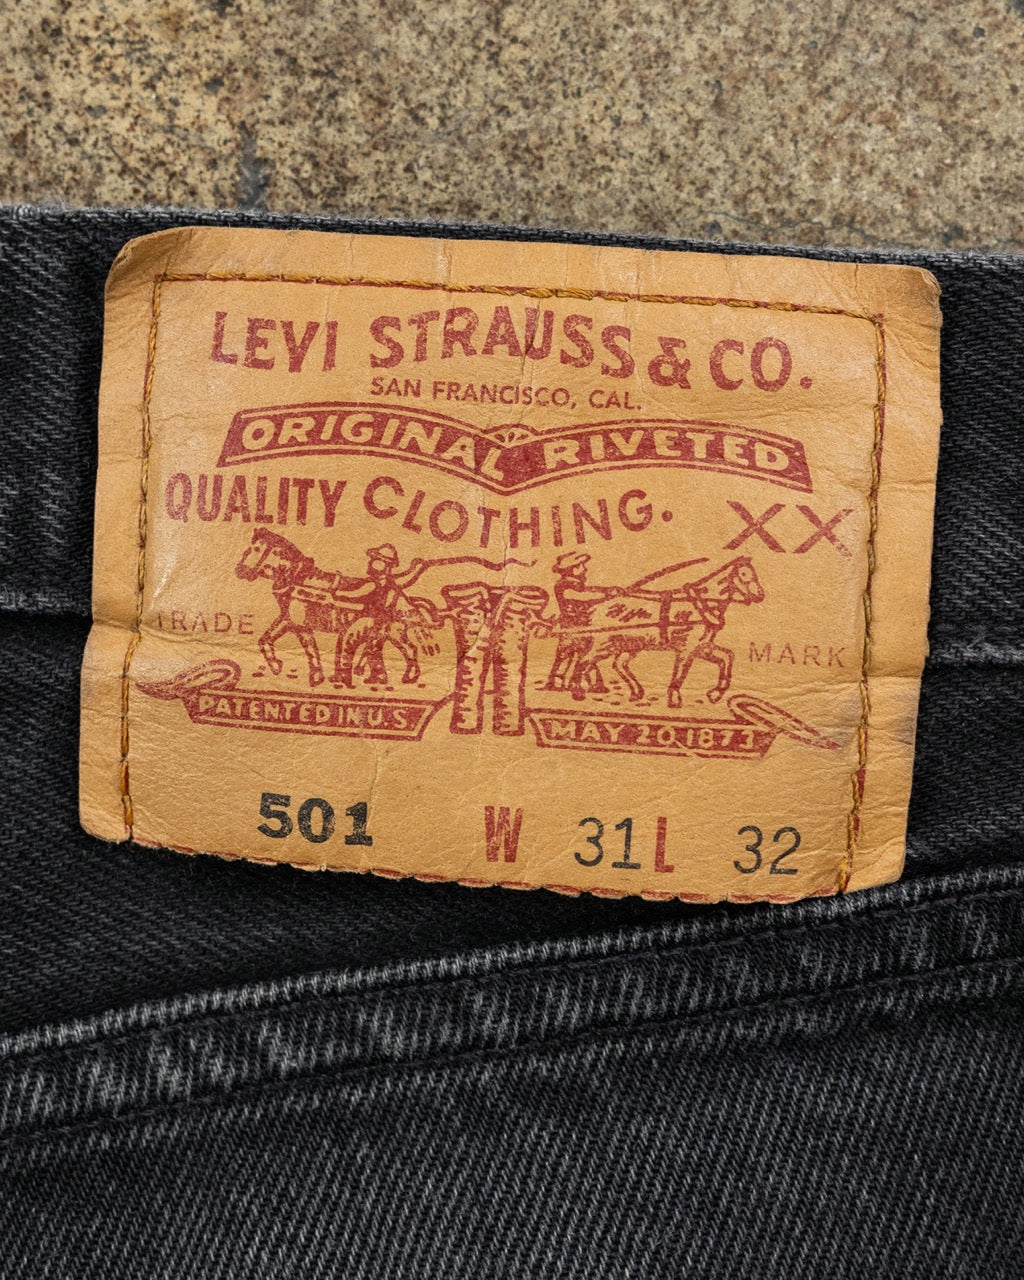 LEVI STRAUSS & CO.
SAN FRANCISCO, CAL.
ORIGINAL RIVETED
QUALITY CLOTHING. XX
TRADE MARK
PATENTED IN U.S MAY 20 1873
501 W 31 L 32